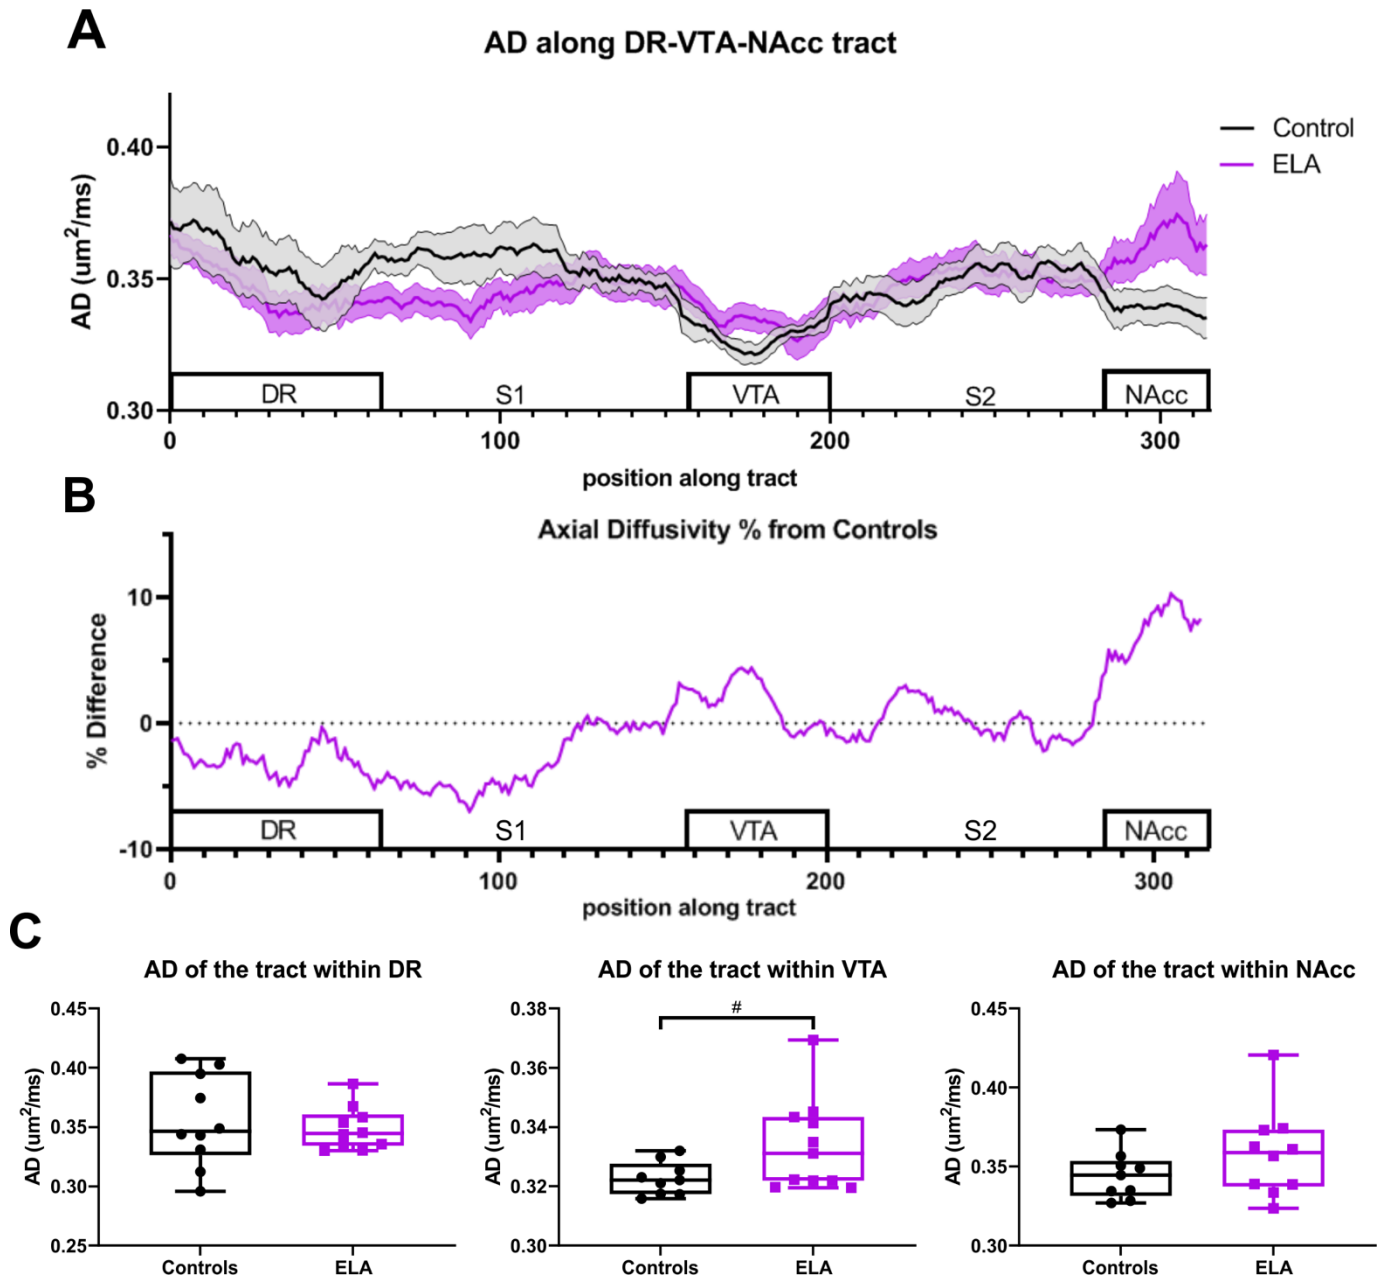 A
AD along DR-VTA-NAcc tract
Control
ELA
AD (um²/ms)
0.40
0.35
0.30
DR
S1
VTA
S2
NAcc
0 100 200 300
position along tract
B
Axial Diffusivity % from Controls
% Difference
10
0
-10
DR
S1
VTA
S2
NAcc
0 100 200 300
position along tract
C
AD of the tract within DR
AD (um²/ms)
0.45
0.40
0.35
0.30
0.25
Controls ELA
AD of the tract within VTA
#
AD (um²/ms)
0.38
0.36
0.34
0.32
0.30
Controls ELA
AD of the tract within NAcc
AD (um²/ms)
0.45
0.40
0.35
0.30
Controls ELA